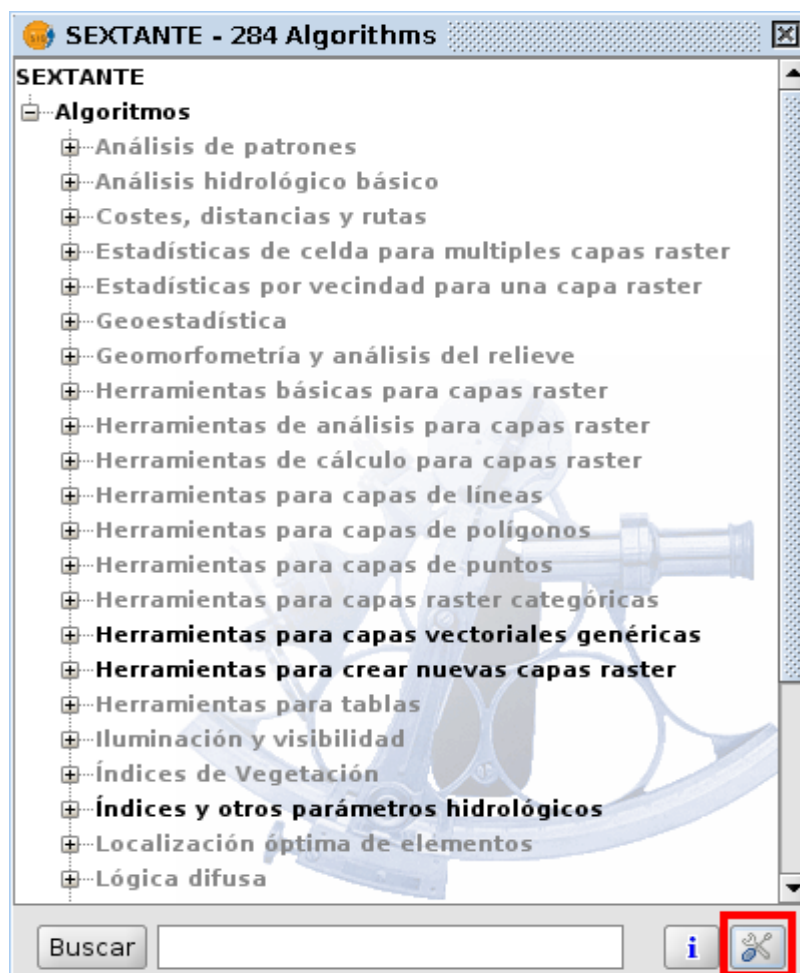 SEXTANTE - 284 Algorithms
SEXTANTE
Algoritmos
Análisis de patrones
Análisis hidrológico básico
Costes, distancias y rutas
Estadísticas de celda para multiples capas raster
Estadísticas por vecindad para una capa raster
Geoestadística
Geomorfometría y análisis del relieve
Herramientas básicas para capas raster
Herramientas de análisis para capas raster
Herramientas de cálculo para capas raster
Herramientas para capas de líneas
Herramientas para capas de polígonos
Herramientas para capas de puntos
Herramientas para capas raster categóricas
Herramientas para capas vectoriales genéricas
Herramientas para crear nuevas capas raster
Herramientas para tablas
Iluminación y visibilidad
Índices de Vegetación
Índices y otros parámetros hidrológicos
Localización óptima de elementos
Lógica difusa
Buscar i